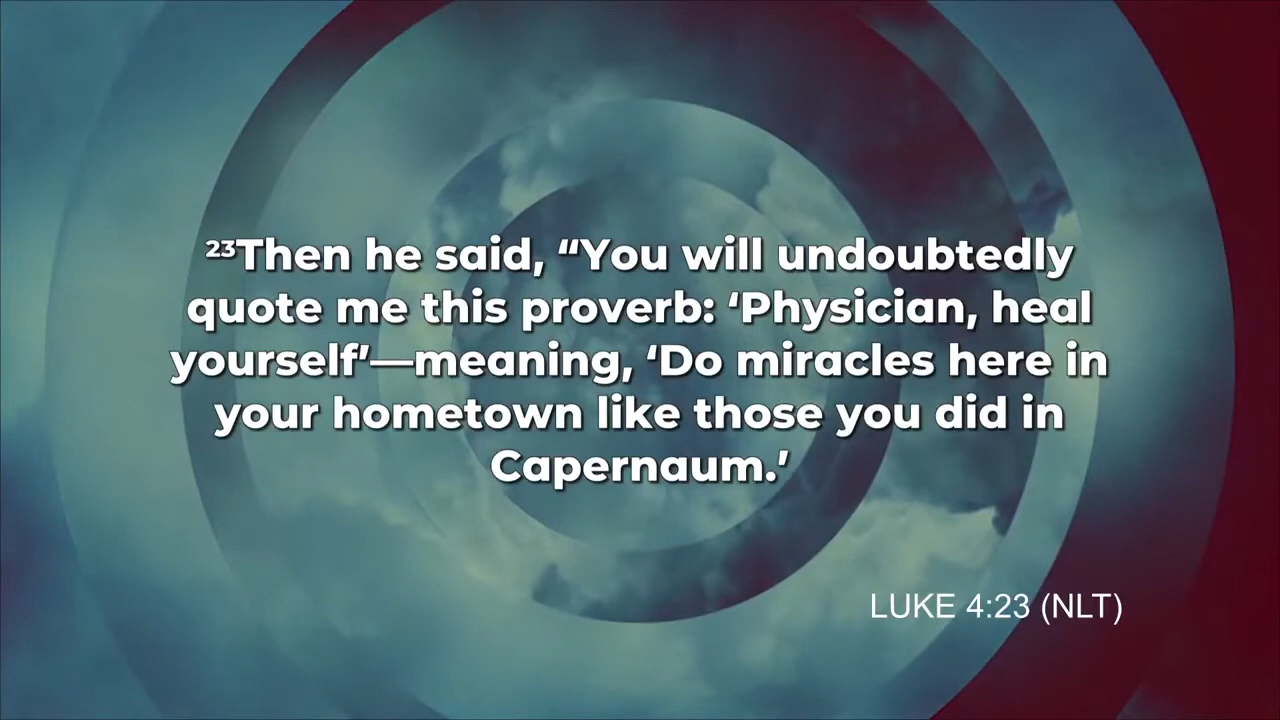 ²³Then he said, “You will undoubtedly
quote me this proverb: ‘Physician, heal
yourself’—meaning, ‘Do miracles here in
your hometown like those you did in
Capernaum.’
LUKE 4:23 (NLT)